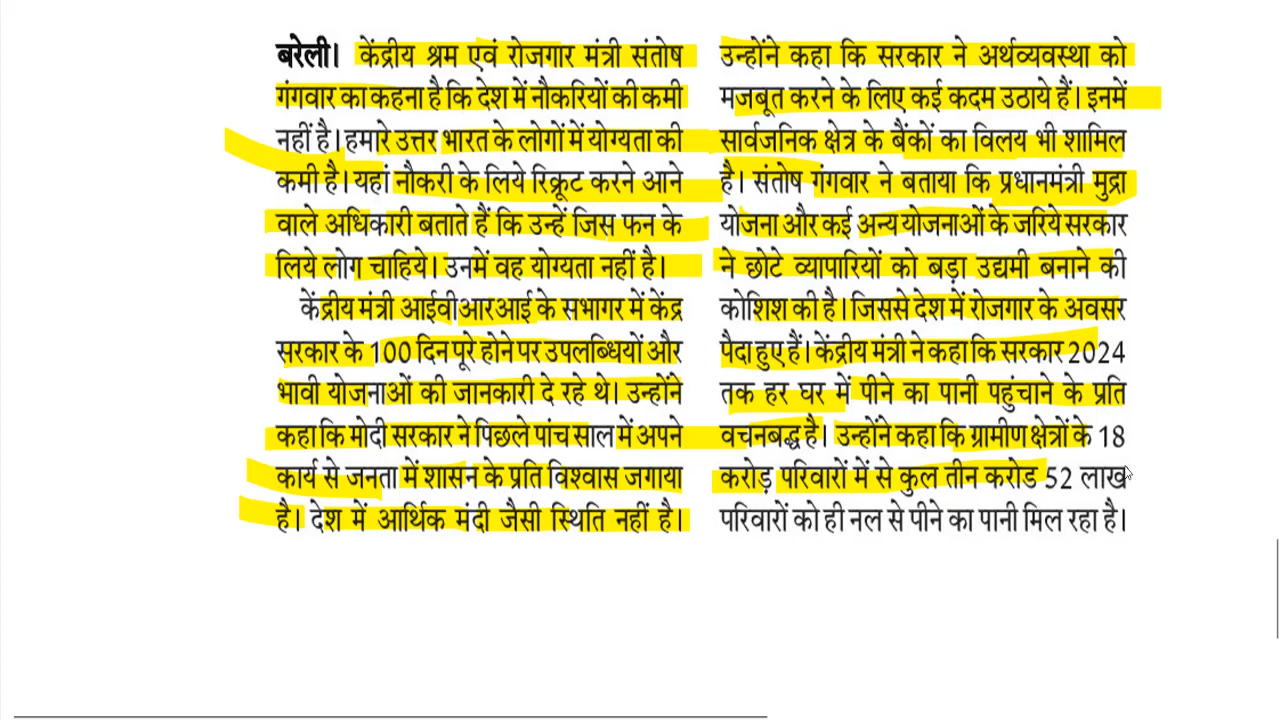 बरेली। केंद्रीय श्रम एवं रोजगार मंत्री संतोष
गंगवार का कहना है कि देश में नौकरियों की कमी
नहीं है। हमारे उत्तर भारत के लोगों में योग्यता की
कमी है। यहां नौकरी के लिये रिक्रूट करने आने
वाले अधिकारी बताते हैं कि उन्हें जिस फन के
लिये लोग चाहिये। उनमें वह योग्यता नहीं है।
केंद्रीय मंत्री आईवीआरआई के सभागर में केंद्र
सरकार के 100 दिन पूरे होने पर उपलब्धियों और
भावी योजनाओं की जानकारी दे रहे थे। उन्होंने
कहा कि मोदी सरकार ने पिछले पांच साल में अपने
कार्य से जनता में शासन के प्रति विश्वास जगाया
है। देश में आर्थिक मंदी जैसी स्थिति नहीं है।
उन्होंने कहा कि सरकार ने अर्थव्यवस्था को
मजबूत करने के लिए कई कदम उठाये हैं। इनमें
सार्वजनिक क्षेत्र के बैंकों का विलय भी शामिल
है। संतोष गंगवार ने बताया कि प्रधानमंत्री मुद्रा
योजना और कई अन्य योजनाओं के जरिये सरकार
ने छोटे व्यापारियों को बड़ा उद्यमी बनाने की
कोशिश की है। जिससे देश में रोजगार के अवसर
पैदा हुए हैं। केंद्रीय मंत्री ने कहा कि सरकार 2024
तक हर घर में पीने का पानी पहुंचाने के प्रति
वचनबद्ध है। उन्होंने कहा कि ग्रामीण क्षेत्रों के 18
करोड़ परिवारों में से कुल तीन करोड 52 लाख
परिवारों को ही नल से पीने का पानी मिल रहा है।